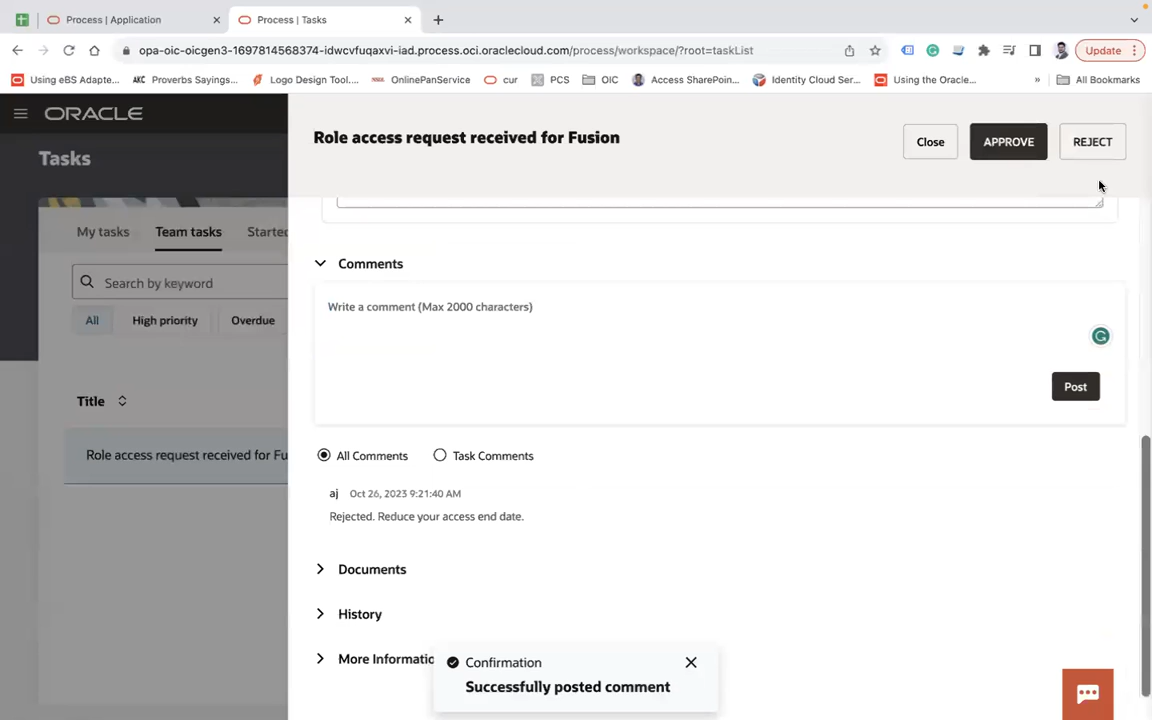 Process | Application
Process | Tasks
opa-oic-oicgen3-1697814568374-idwcvfuqaxvi-iad.process.oci.oraclecloud.com/process/workspace/?root=taskList
Update
Using eBS Adapte...
AKC Proverbs Sayings...
Logo Design Tool....
OnlinePanService
cur
PCS
OIC
Access SharePoin...
Identity Cloud Ser...
Using the Oracle...
»
All Bookmarks
ORACLE
Tasks
Role access request received for Fusion
Close
APPROVE
REJECT
My tasks
Team tasks
Started
Search by keyword
All
High priority
Overdue
Title
Role access request received for Fu
Comments
Write a comment (Max 2000 characters)
Post
All Comments
Task Comments
aj Oct 26, 2023 9:21:40 AM
Rejected. Reduce your access end date.
Documents
History
More Informatio
Confirmation
Successfully posted comment